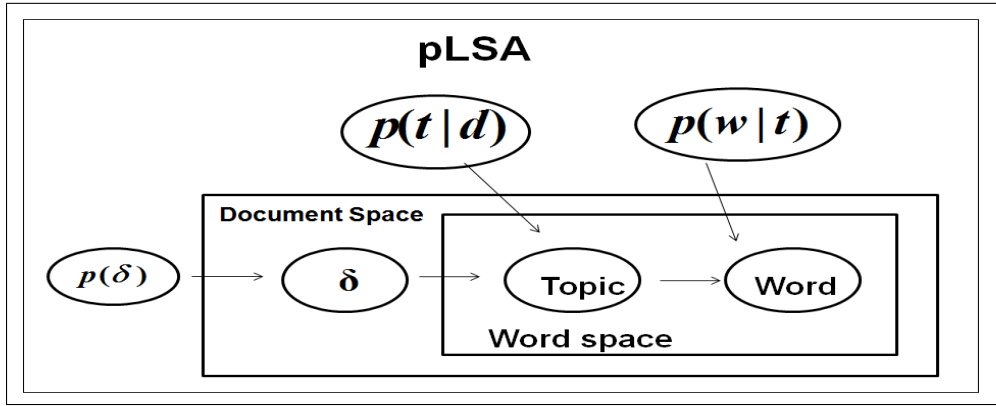 pLSA
p(t|d)
p(w|t)
Document Space
p(δ)
δ
Topic
Word
Word space